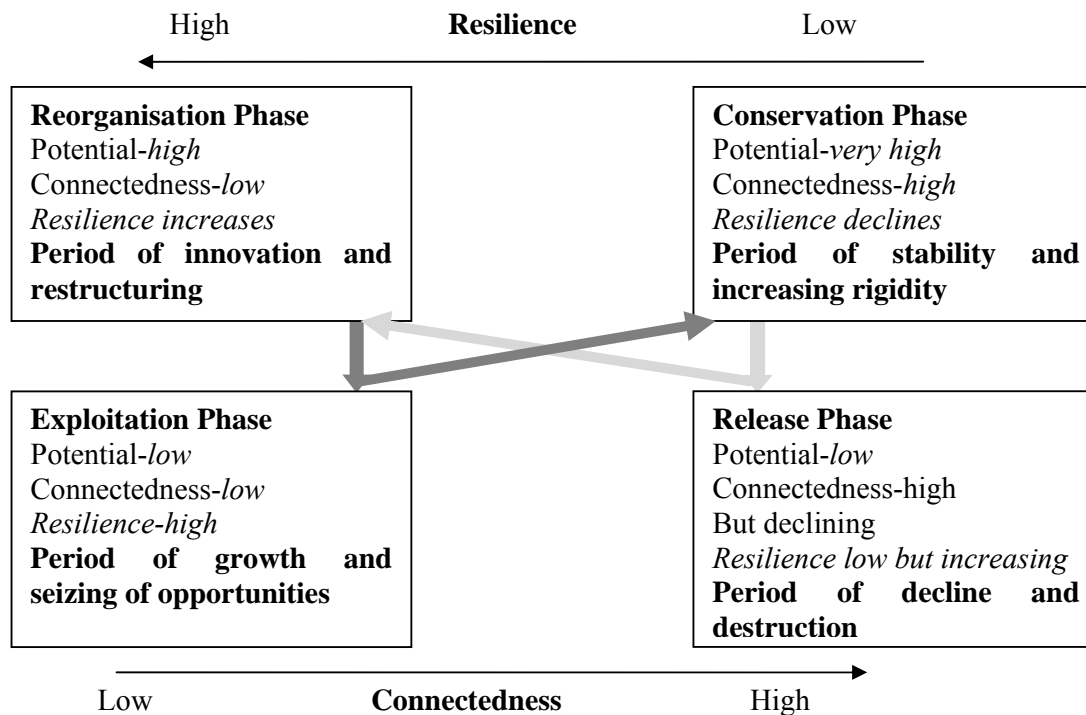 High Resilience Low
Reorganisation Phase
Potential-high
Connectedness-low
Resilience increases
Period of innovation and
restructuring
Conservation Phase
Potential-very high
Connectedness-high
Resilience declines
Period of stability and
increasing rigidity
Exploitation Phase
Potential-low
Connectedness-low
Resilience-high
Period of growth and
seizing of opportunities
Release Phase
Potential-low
Connectedness-high
But declining
Resilience low but increasing
Period of decline and
destruction
Low Connectedness High